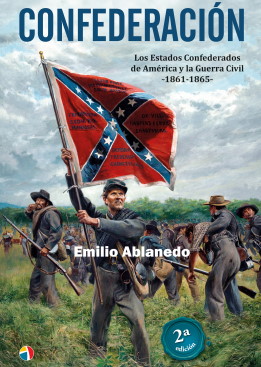 CONFEDERACIÓN
Los Estados Confederados
de América y la Guerra Civil
-1861-1865-
Emilio Ablanedo
2ª
edición